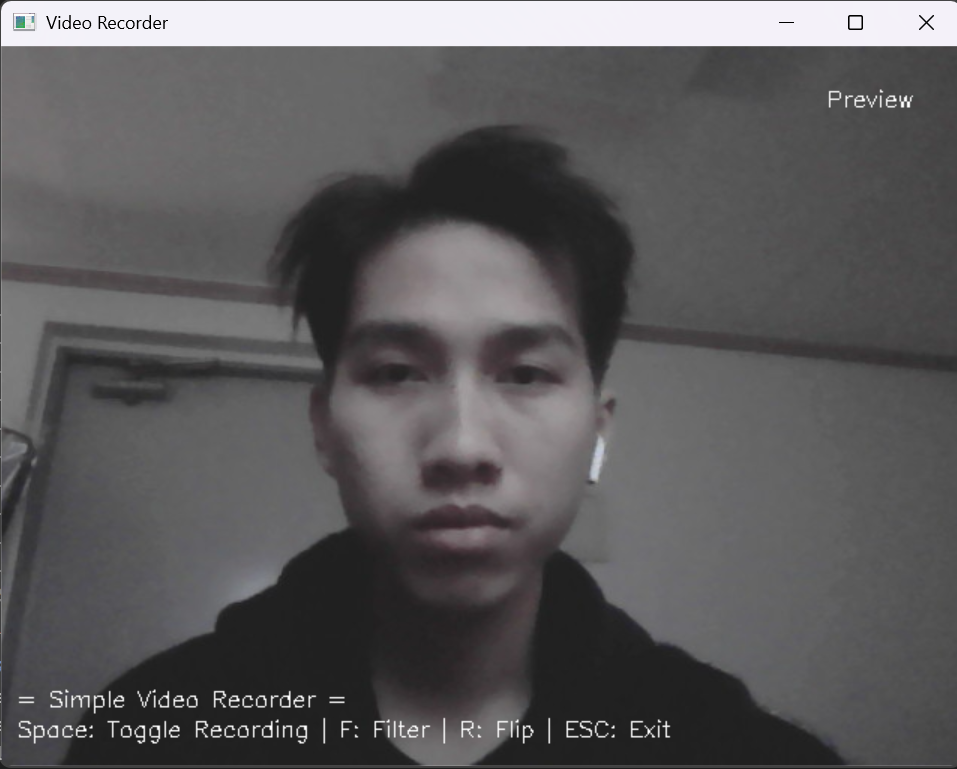 Video Recorder
Preview
= Simple Video Recorder =
Space: Toggle Recording | F: Filter | R: Flip | ESC: Exit